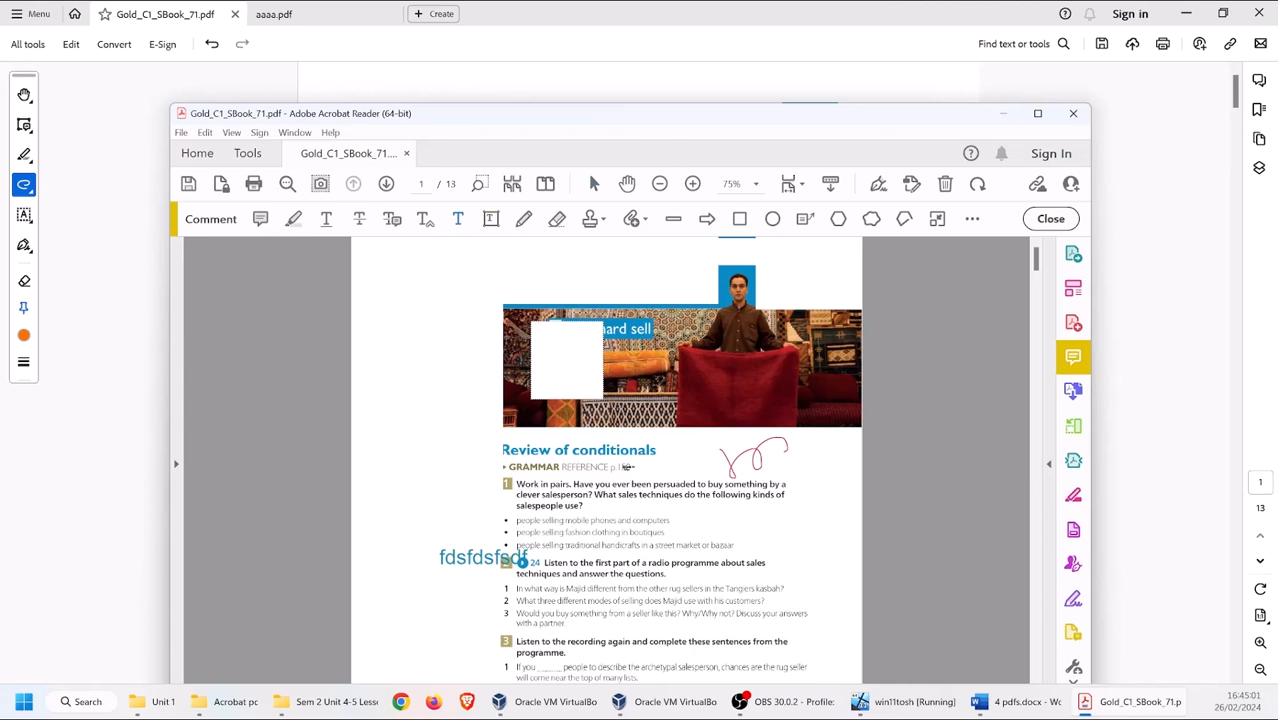 Menu
Gold_C1_SBook_71.pdf
aaaa.pdf
Create
Sign in
All tools
Edit
Convert
E-Sign
Find text or tools
Gold_C1_SBook_71.pdf - Adobe Acrobat Reader (64-bit)
File Edit View Sign Window Help
Home
Tools
Gold_C1_SBook_71....
Sign In
1 / 13
75%
Comment
Close
hard sell
Review of conditionals
GRAMMAR REFERENCE
1 Work in pairs. Have you ever been persuaded to buy something by a
clever salesperson? What sales techniques do the following kinds of
salespeople use?
• people selling mobile phones and computers
• people selling fashion clothing in boutiques
• people selling traditional handicrafts in a street market or bazaar
fdsfdsfsdf
24 Listen to the first part of a radio programme about sales
techniques and answer the questions.
1 In what way is Majid different from the other rug sellers in the Tangiers kasbah?
2 What three different modes of selling does Majid use with his customers?
3 Would you buy something from a seller like this? Why/Why not? Discuss your answers
with a partner.
3 Listen to the recording again and complete these sentences from the
programme.
1 If you ______ people to describe the archetypal salesperson, chances are the rug seller
will come near the top of many lists.
1
13
Search
Unit 1
Acrobat pc
Sem 2 Unit 4-5 Lesso
Oracle VM VirtualBo
Oracle VM VirtualBo
OBS 30.0.2 - Profile:
win11tosh [Running]
4 pdfs.docx - Wo
Gold_C1_SBook_71.p
16:45:01
26/02/2024